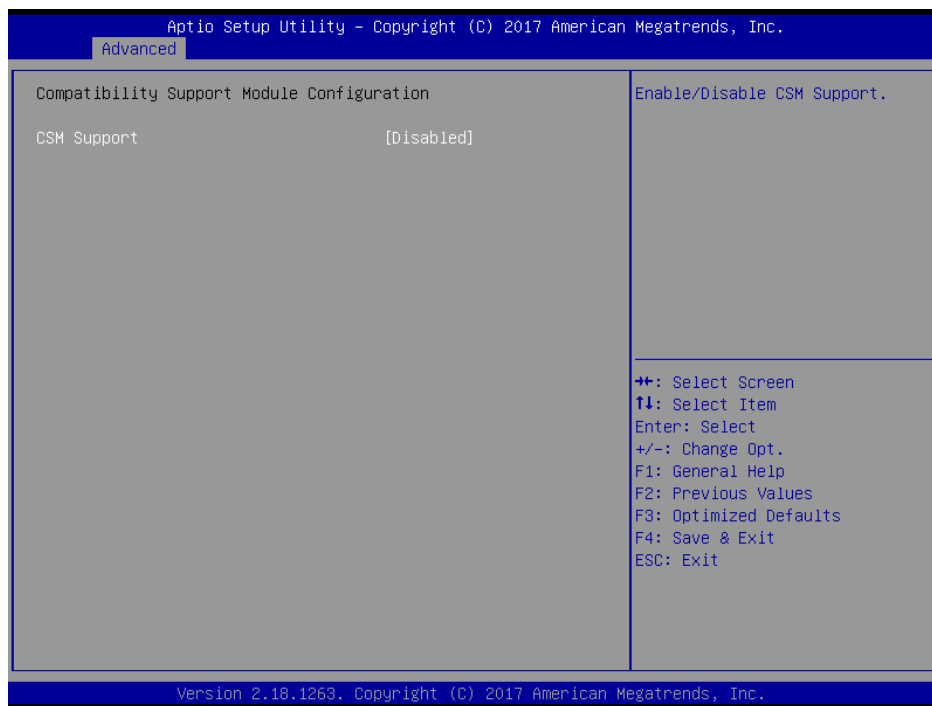 Aptio Setup Utility – Copyright (C) 2017 American Megatrends, Inc.
Advanced
Compatibility Support Module Configuration
CSM Support [Disabled]
Enable/Disable CSM Support.
→←: Select Screen
↑↓: Select Item
Enter: Select
+/-: Change Opt.
F1: General Help
F2: Previous Values
F3: Optimized Defaults
F4: Save & Exit
ESC: Exit
Version 2.18.1263. Copyright (C) 2017 American Megatrends, Inc.